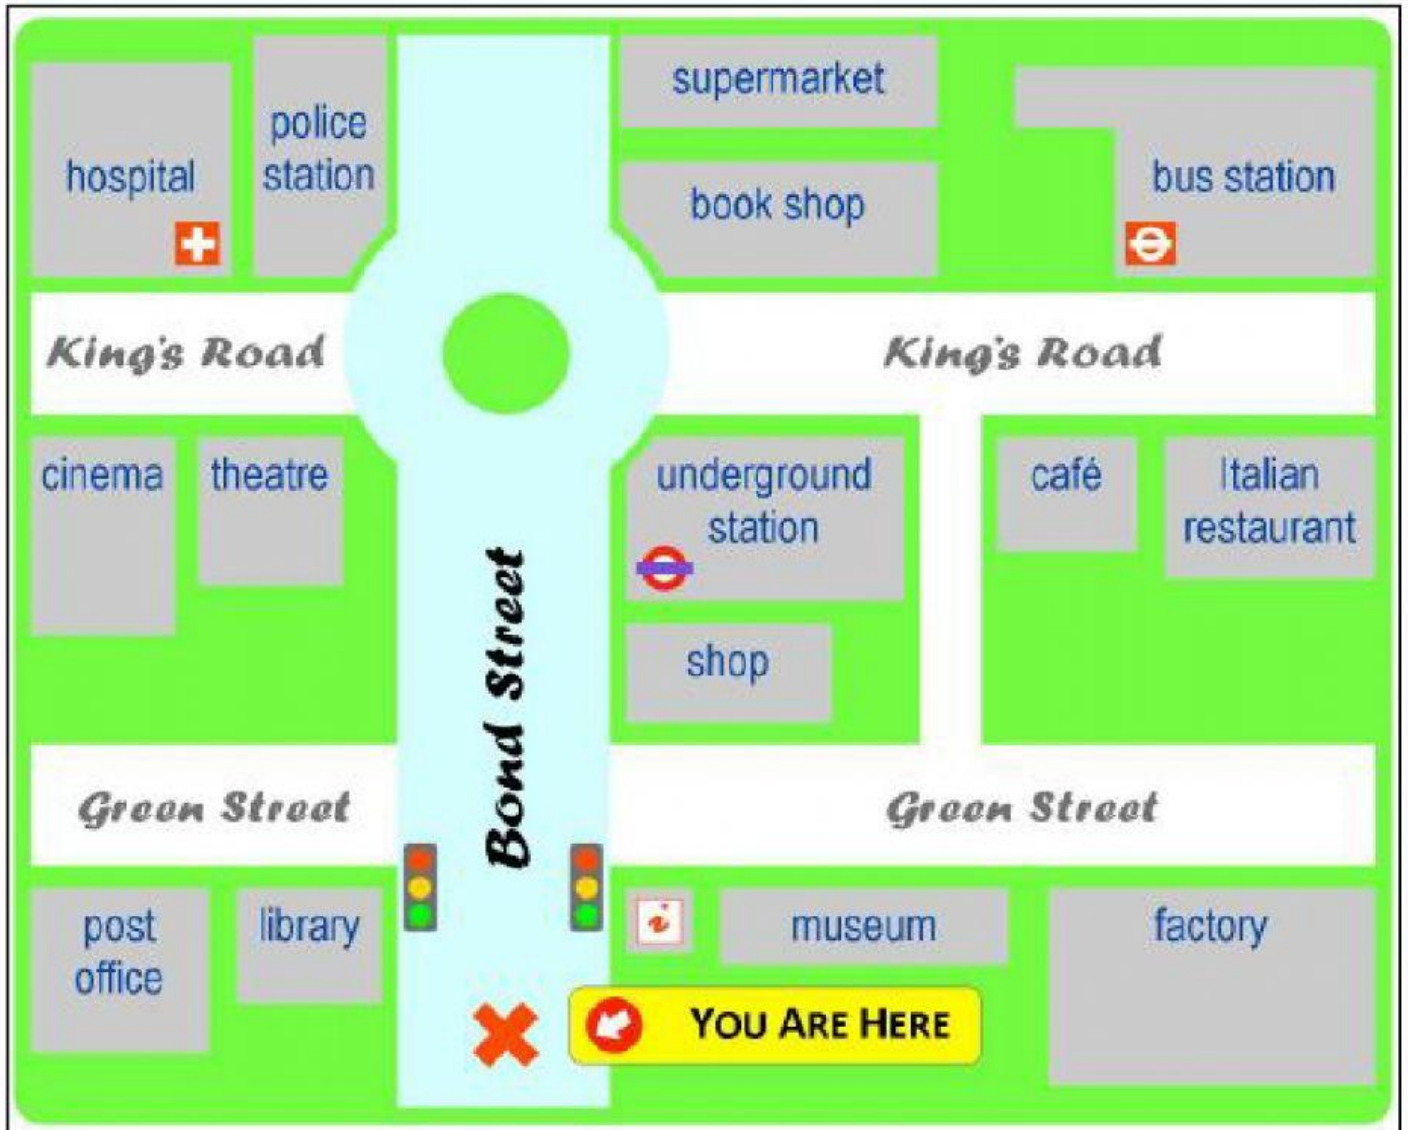 supermarket
police
station
hospital
bus station
book shop
King's Road
King's Road
cinema
theatre
underground
station
café
Italian
restaurant
shop
Bond Street
Green Street
Green Street
post
office
library
i
museum
factory
YOU ARE HERE